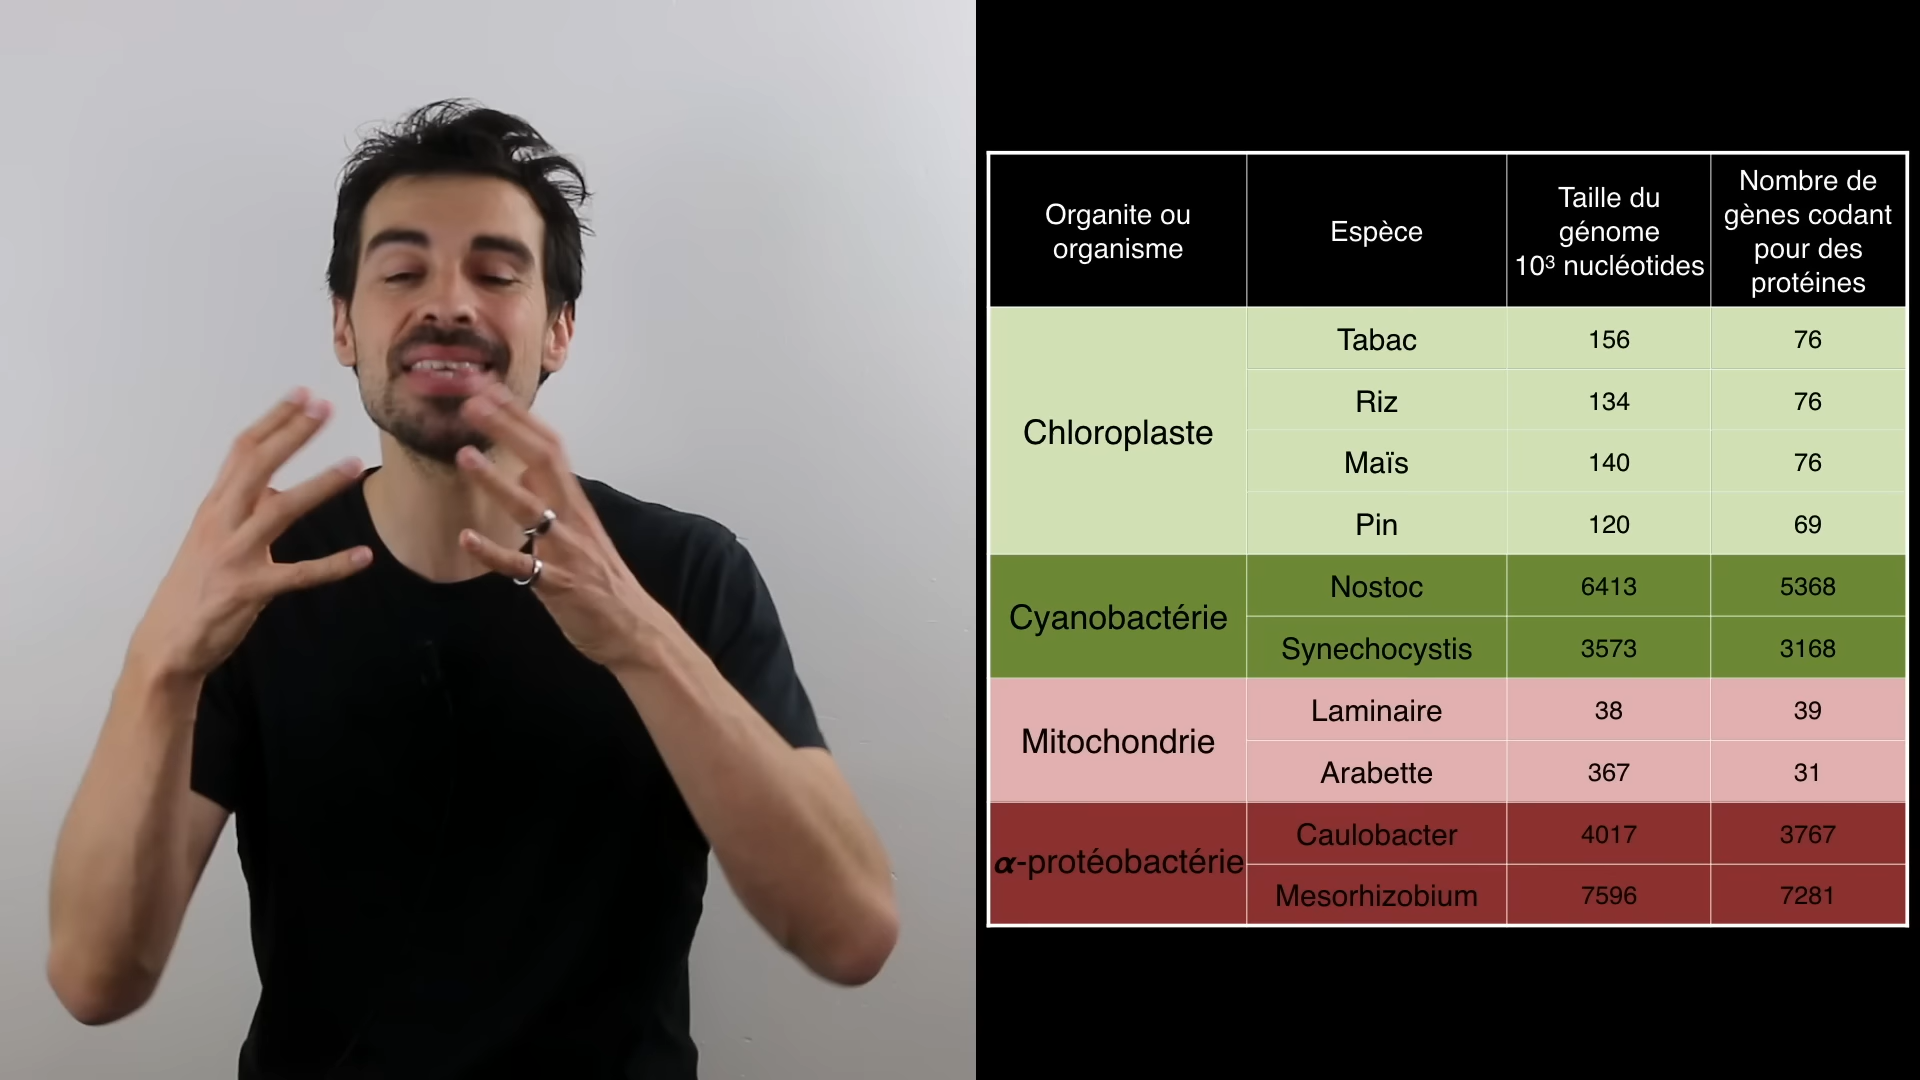 Organite ou
organisme
Espèce
Taille du
génome
10³ nucléotides
Nombre de
gènes codant
pour des
protéines
Chloroplaste
Tabac 156 76
Riz 134 76
Maïs 140 76
Pin 120 69
Cyanobactérie
Nostoc 6413 5368
Synechocystis 3573 3168
Mitochondrie
Laminaire 38 39
Arabette 367 31
α-protéobactérie
Caulobacter 4017 3767
Mesorhizobium 7596 7281